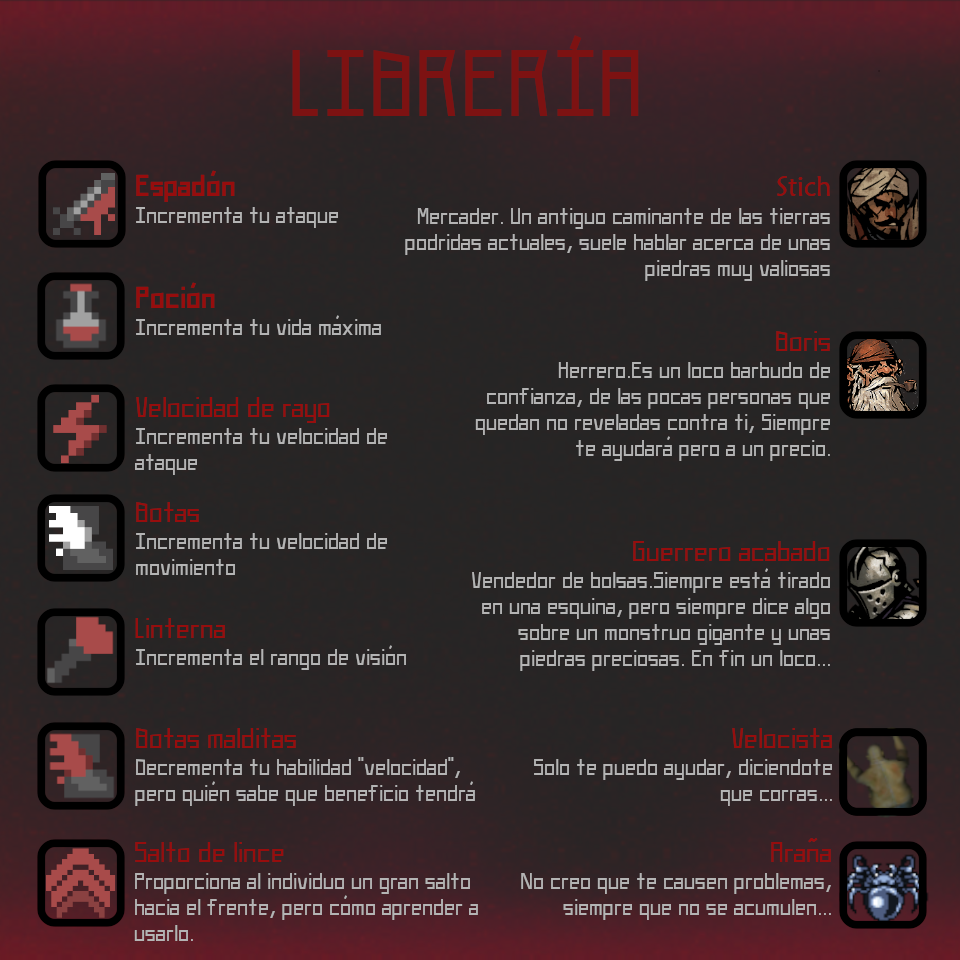 LIBRERÍA
Espadón
Incrementa tu ataque
Poción
Incrementa tu vida máxima
Velocidad de rayo
Incrementa tu velocidad de
ataque
Botas
Incrementa tu velocidad de
movimiento
Linterna
Incrementa el rango de visión
Botas malditas
Decrementa tu habilidad "velocidad",
pero quién sabe que beneficio tendrá
Salto de lince
Proporciona al individuo un gran salto
hacia el frente, pero cómo aprender a
usarlo.
Stich
Mercader. Un antiguo caminante de las tierras
podridas actuales, suele hablar acerca de unas
piedras muy valiosas
Boris
Herrero.Es un loco barbudo de
confianza, de las pocas personas que
quedan no reveladas contra ti, Siempre
te ayudará pero a un precio.
Guerrero acabado
Vendedor de bolsas.Siempre está tirado
en una esquina, pero siempre dice algo
sobre un monstruo gigante y unas
piedras preciosas. En fin un loco...
Velocista
Solo te puedo ayudar, diciendote
que corras...
Araña
No creo que te causen problemas,
siempre que no se acumulen...